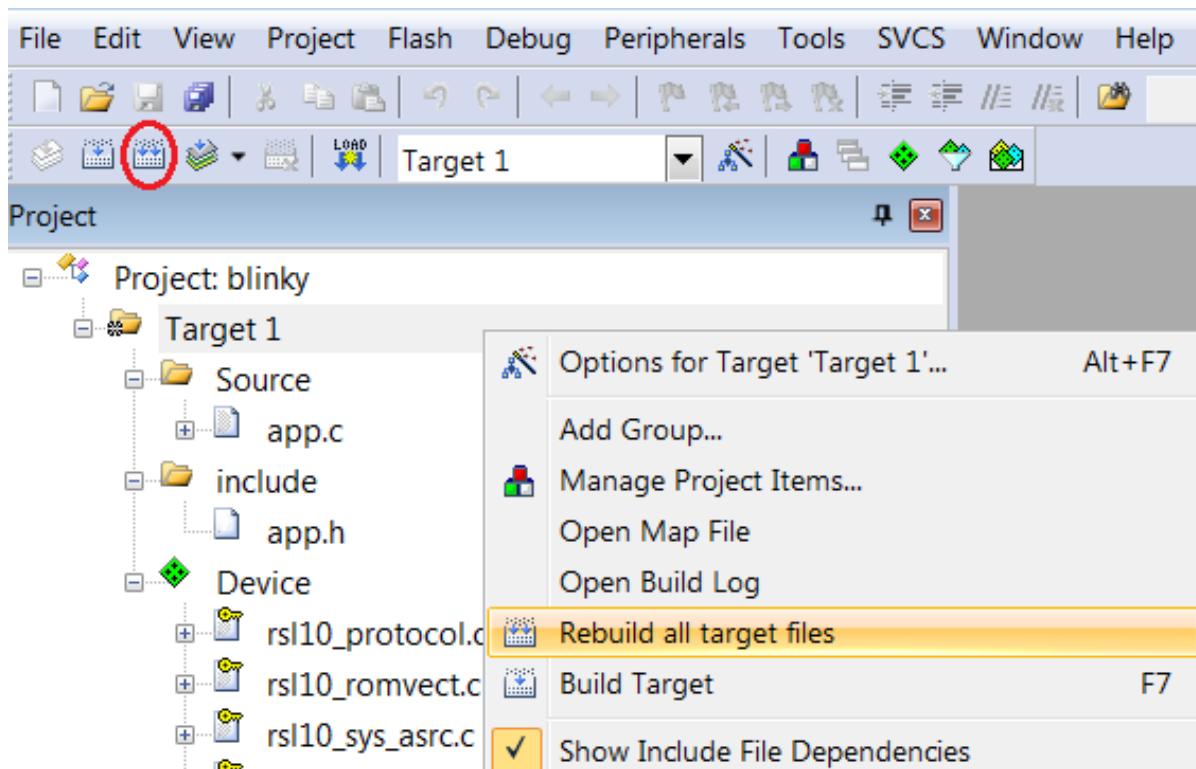 File Edit View Project Flash Debug Peripherals Tools SVCS Window Help
LOAD
Target 1
Project
Project: blinky
Target 1
Source
app.c
include
app.h
Device
rsl10_protocol.c
rsl10_romvect.c
rsl10_sys_asrc.c
Options for Target 'Target 1'... Alt+F7
Add Group...
Manage Project Items...
Open Map File
Open Build Log
Rebuild all target files
Build Target F7
Show Include File Dependencies